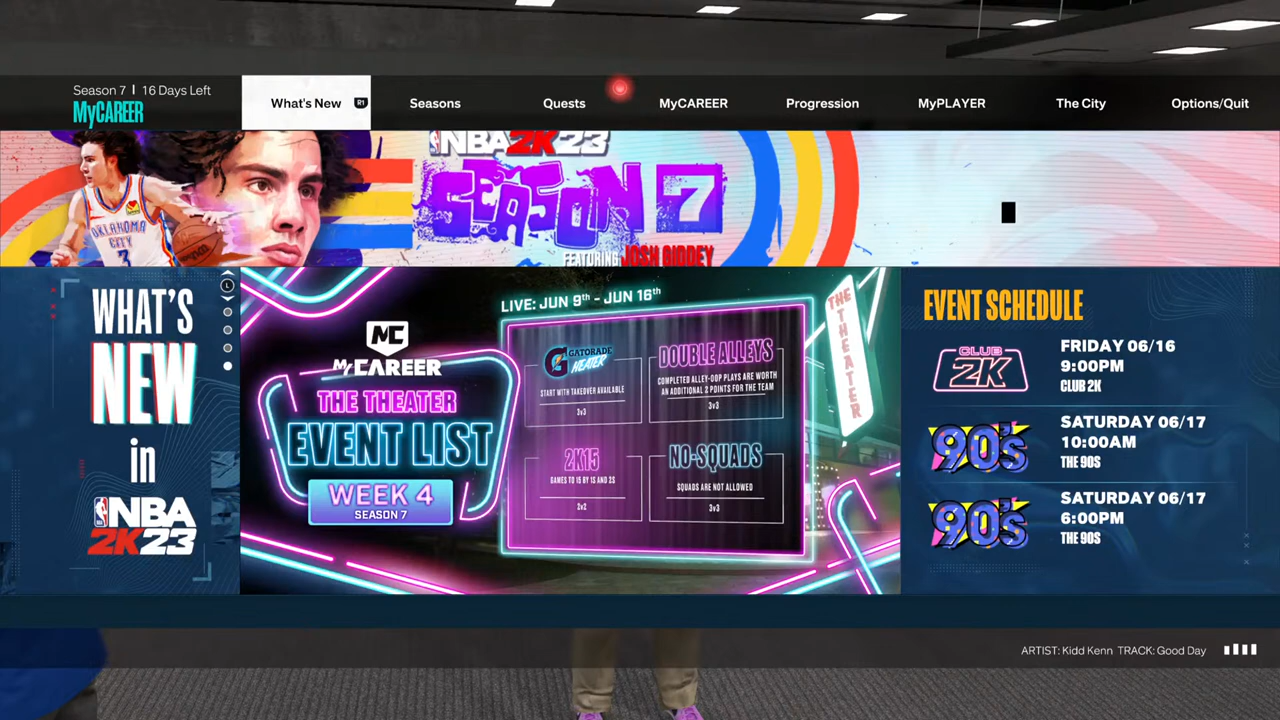 Season 7 | 16 Days Left
MyCAREER
What's New R1
Seasons
Quests
MyCAREER
Progression
MyPLAYER
The City
Options/Quit
NBA 2K23
SEASON 7
FEATURING JOSH GIDDEY
OKLAHOMA
CITY
3
WHAT'S
NEW
in
NBA
2K23
L
MC
MyCAREER
THE THEATER
EVENT LIST
WEEK 4
SEASON 7
LIVE: JUN 9th - JUN 16th
GATORADE
HEATER
START WITH TAKEOVER AVAILABLE
3v3
DOUBLE ALLEYS
COMPLETED ALLEY-OOP PLAYS ARE WORTH
AN ADDITIONAL 2 POINTS FOR THE TEAM
3v3
2K15
GAMES TO 15 BY 1S AND 2S
2v2
NO-SQUADS
SQUADS ARE NOT ALLOWED
3v3
THE THEATER
EVENT SCHEDULE
CLUB
2K
FRIDAY 06/16
9:00PM
CLUB 2K
90's
SATURDAY 06/17
10:00AM
THE 90S
90's
SATURDAY 06/17
6:00PM
THE 90S
ARTIST: Kidd Kenn TRACK: Good Day